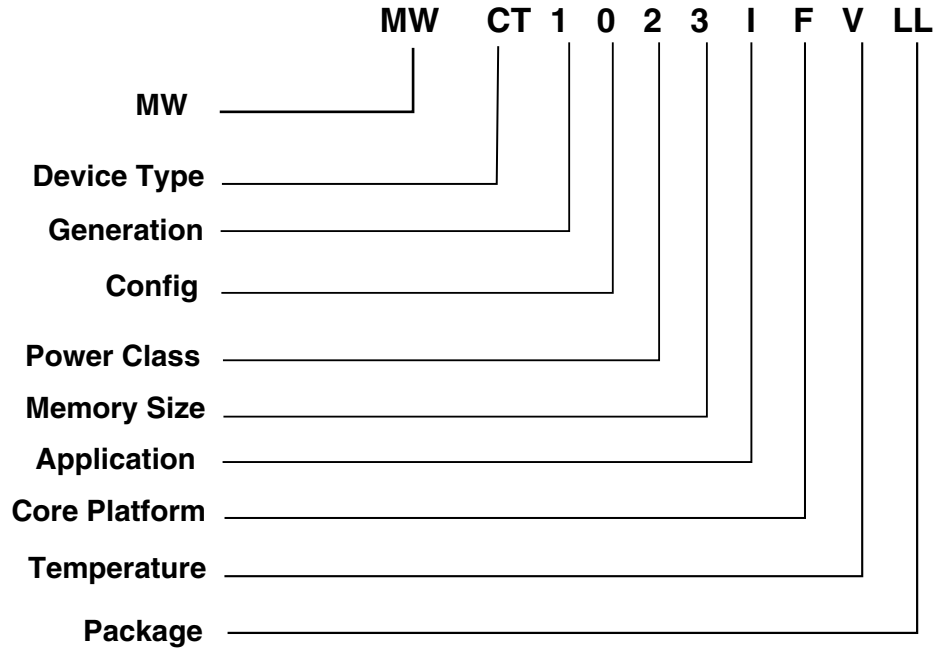 MW CT 1 0 2 3 I F V LL
MW
Device Type
Generation
Config
Power Class
Memory Size
Application
Core Platform
Temperature
Package